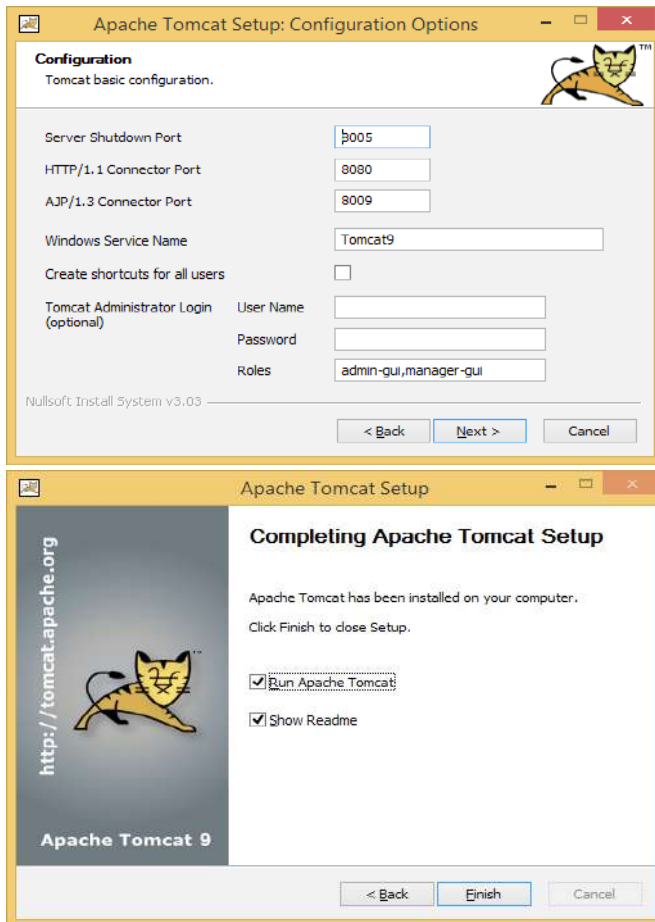 Apache Tomcat Setup: Configuration Options
Configuration
TM
Tomcat basic configuration.
Server Shutdown Port 8005
HTTP/1.1 Connector Port 8080
AJP/1.3 Connector Port 8009
Windows Service Name Tomcat9
Create shortcuts for all users
Tomcat Administrator Login (optional) User Name
Password
Roles admin-gui,manager-gui
Nullsoft Install System v3.03
< Back Next > Cancel
Apache Tomcat Setup
http://tomcat.apache.org
Apache Tomcat 9
Completing Apache Tomcat Setup
Apache Tomcat has been installed on your computer.
Click Finish to close Setup.
Run Apache Tomcat
Show Readme
< Back Finish Cancel